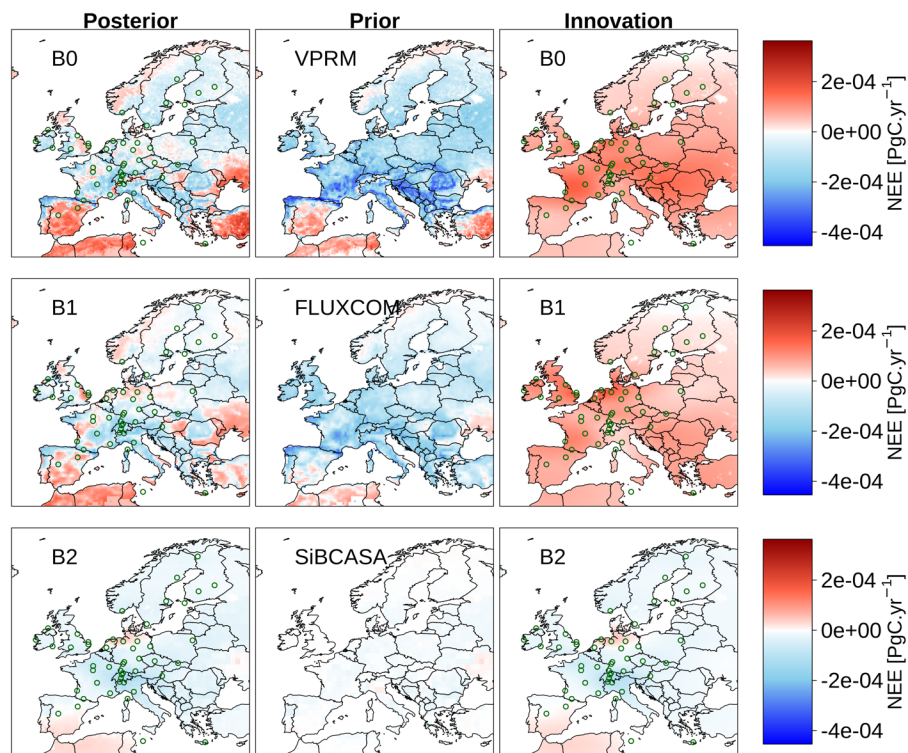 Posterior Prior Innovation
B0 VPRM B0
2e-04
0e+00
-2e-04
-4e-04
NEE [PgC.yr⁻¹]
B1 FLUXCOM B1
2e-04
0e+00
-2e-04
-4e-04
NEE [PgC.yr⁻¹]
B2 SiBCASA B2
2e-04
0e+00
-2e-04
-4e-04
NEE [PgC.yr⁻¹]